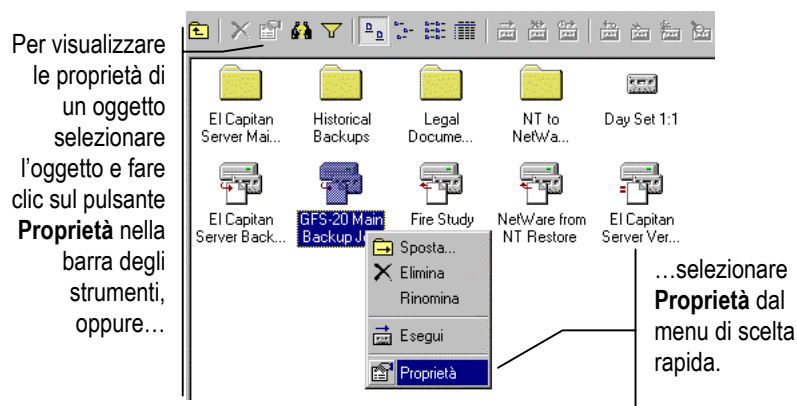 Per visualizzare
le proprietà di
un oggetto
selezionare
l'oggetto e fare
clic sul pulsante
Proprietà nella
barra degli
strumenti,
oppure…
El Capitan
Server Mai...
Historical
Backups
Legal
Docume...
NT to
NetWa...
Day Set 1:1
El Capitan
Server Back...
GFS-20 Main
Backup J
Fire Study
NetWare from
NT Restore
El Capitan
Server Ver...
Sposta...
Elimina
Rinomina
Esegui
Proprietà
…selezionare
Proprietà dal
menu di scelta
rapida.